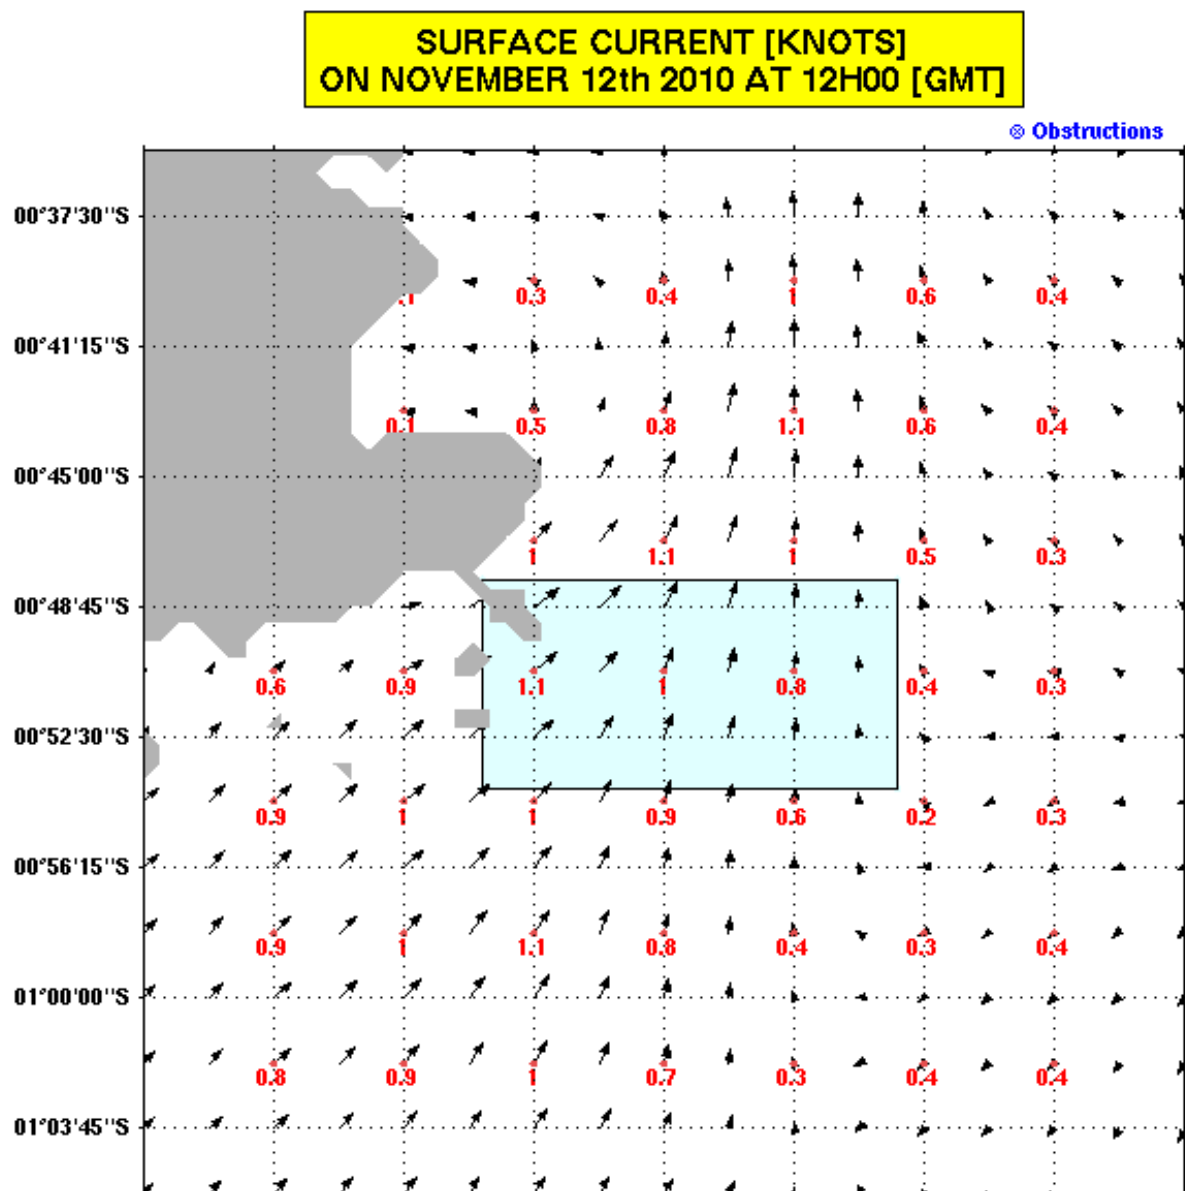 SURFACE CURRENT [KNOTS]
ON NOVEMBER 12th 2010 AT 12H00 [GMT]
⊗ Obstructions
00°37'30"S
.1 0.3 0.4 1 0.6 0.4
00°41'15"S
0.1 0.5 0.8 1.1 0.6 0.4
00°45'00"S
1 1.1 1 0.5 0.3
00°48'45"S
0.6 0.9 1.1 1 0.8 0.4 0.3
00°52'30"S
0.9 1 1 0.9 0.6 0.2 0.3
00°56'15"S
0.9 1 1.1 0.8 0.4 0.3 0.4
01°00'00"S
0.8 0.9 1 0.7 0.3 0.4 0.4
01°03'45"S